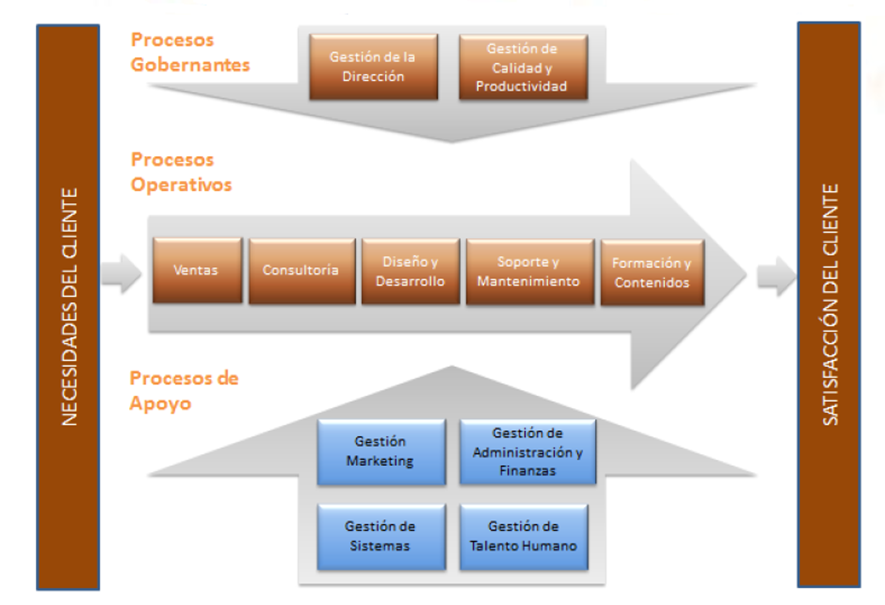 NECESIDADES DEL CLIENTE
Procesos
Gobernantes
Gestión de la
Dirección
Gestión de
Calidad y
Productividad
Procesos
Operativos
Ventas
Consultoría
Diseño y
Desarrollo
Soporte y
Mantenimiento
Formación y
Contenidos
Procesos de
Apoyo
Gestión
Marketing
Gestión de
Administración y
Finanzas
Gestión de
Sistemas
Gestión de
Talento Humano
SATISFACCIÓN DEL CLIENTE